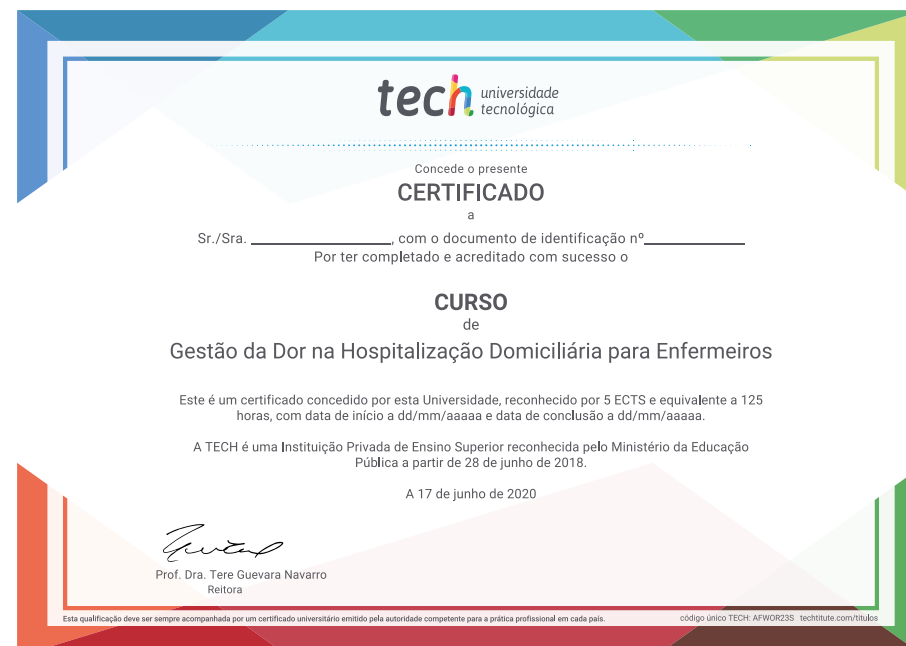 tech universidade
tecnológica
Concede o presente
CERTIFICADO
a
Sr./Sra. ____________________, com o documento de identificação nº______________
Por ter completado e acreditado com sucesso o
CURSO
de
Gestão da Dor na Hospitalização Domiciliária para Enfermeiros
Este é um certificado concedido por esta Universidade, reconhecido por 5 ECTS e equivalente a 125
horas, com data de início a dd/mm/aaaaa e data de conclusão a dd/mm/aaaaa.
A TECH é uma Instituição Privada de Ensino Superior reconhecida pelo Ministério da Educação
Pública a partir de 28 de junho de 2018.
A 17 de junho de 2020
Prof. Dra. Tere Guevara Navarro
Reitora
Esta qualificação deve ser sempre acompanhada por um certificado universitário emitido pela autoridade competente para a prática profissional em cada país.
código único TECH: AFWOR23S techtitute.com/titulos